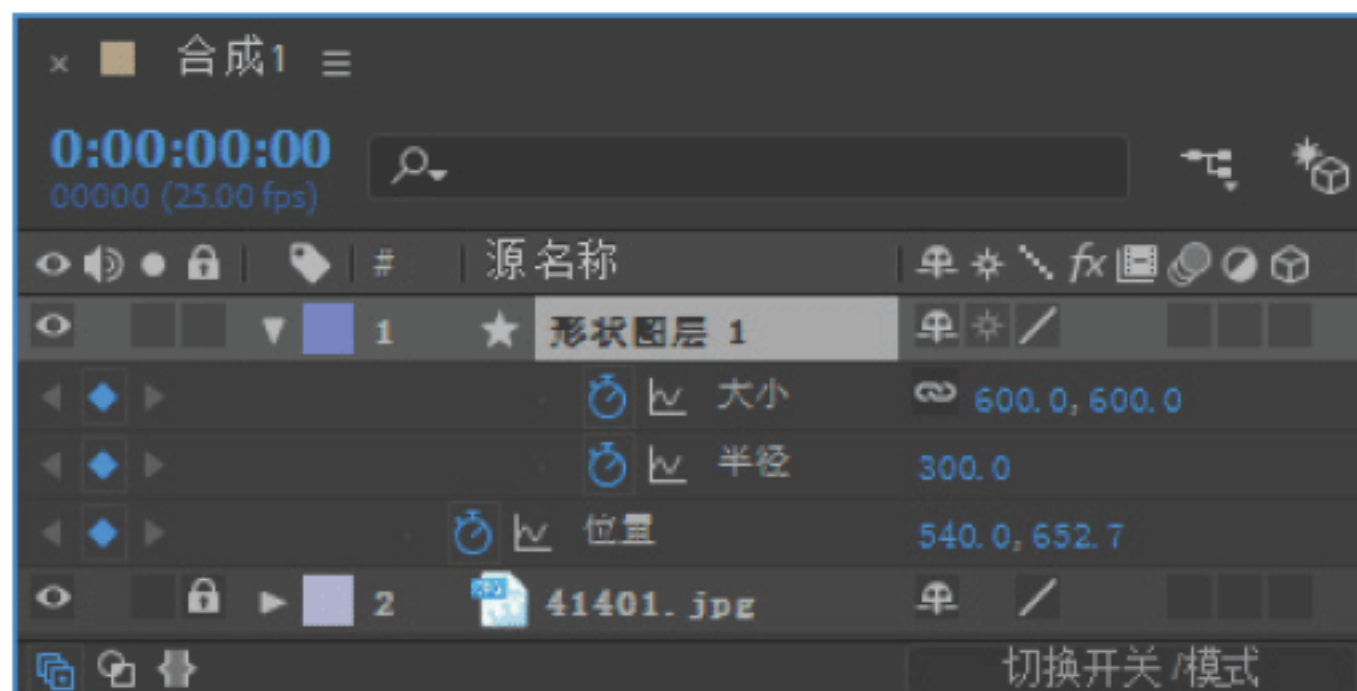 合成1
0:00:00:00
00000 (25.00 fps)
# 源名称 fx
1 形状图层 1
大小 600.0, 600.0
半径 300.0
位置 540.0, 652.7
2 41401.jpg
切换开关 /模式